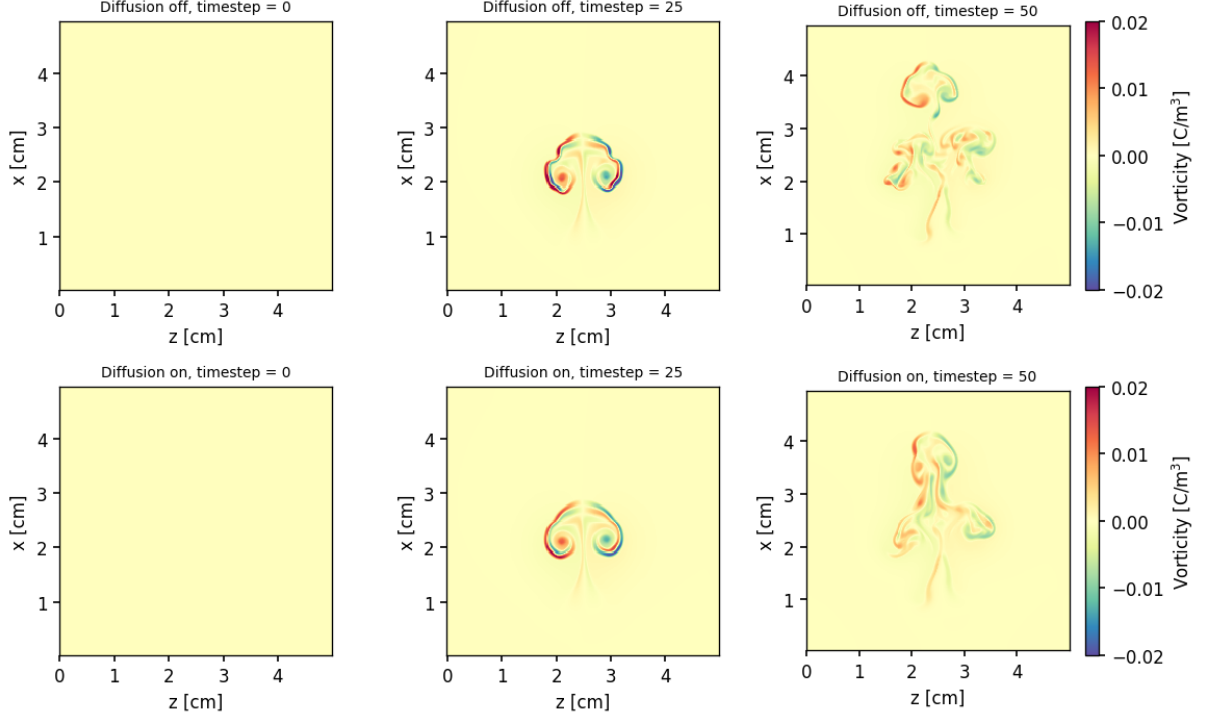 Diffusion off, timestep = 0
Diffusion off, timestep = 25
Diffusion off, timestep = 50
x [cm]
4
3
2
1
0 1 2 3 4
z [cm]
x [cm]
4
3
2
1
0 1 2 3 4
z [cm]
x [cm]
4
3
2
1
0 1 2 3 4
z [cm]
0.02
0.01
0.00
−0.01
−0.02
Vorticity [C/m³]
Diffusion on, timestep = 0
Diffusion on, timestep = 25
Diffusion on, timestep = 50
x [cm]
4
3
2
1
0 1 2 3 4
z [cm]
x [cm]
4
3
2
1
0 1 2 3 4
z [cm]
x [cm]
4
3
2
1
0 1 2 3 4
z [cm]
0.02
0.01
0.00
−0.01
−0.02
Vorticity [C/m³]